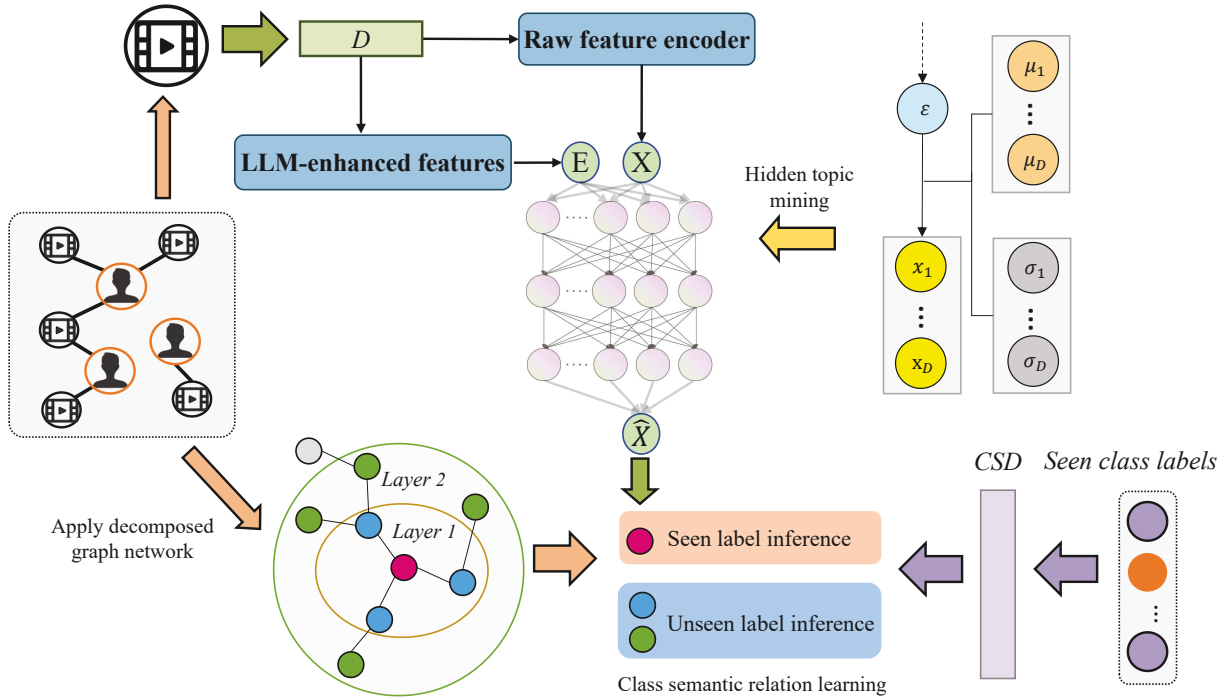 D
Raw feature encoder
LLM-enhanced features
E
X
ε
μ1
⋮
μD
Hidden topic
mining
x1
⋮
xD
σ1
⋮
σD
....
....
....
X̂
Layer 2
Layer 1
Apply decomposed
graph network
CSD
Seen class labels
Seen label inference
...
Unseen label inference
Class semantic relation learning